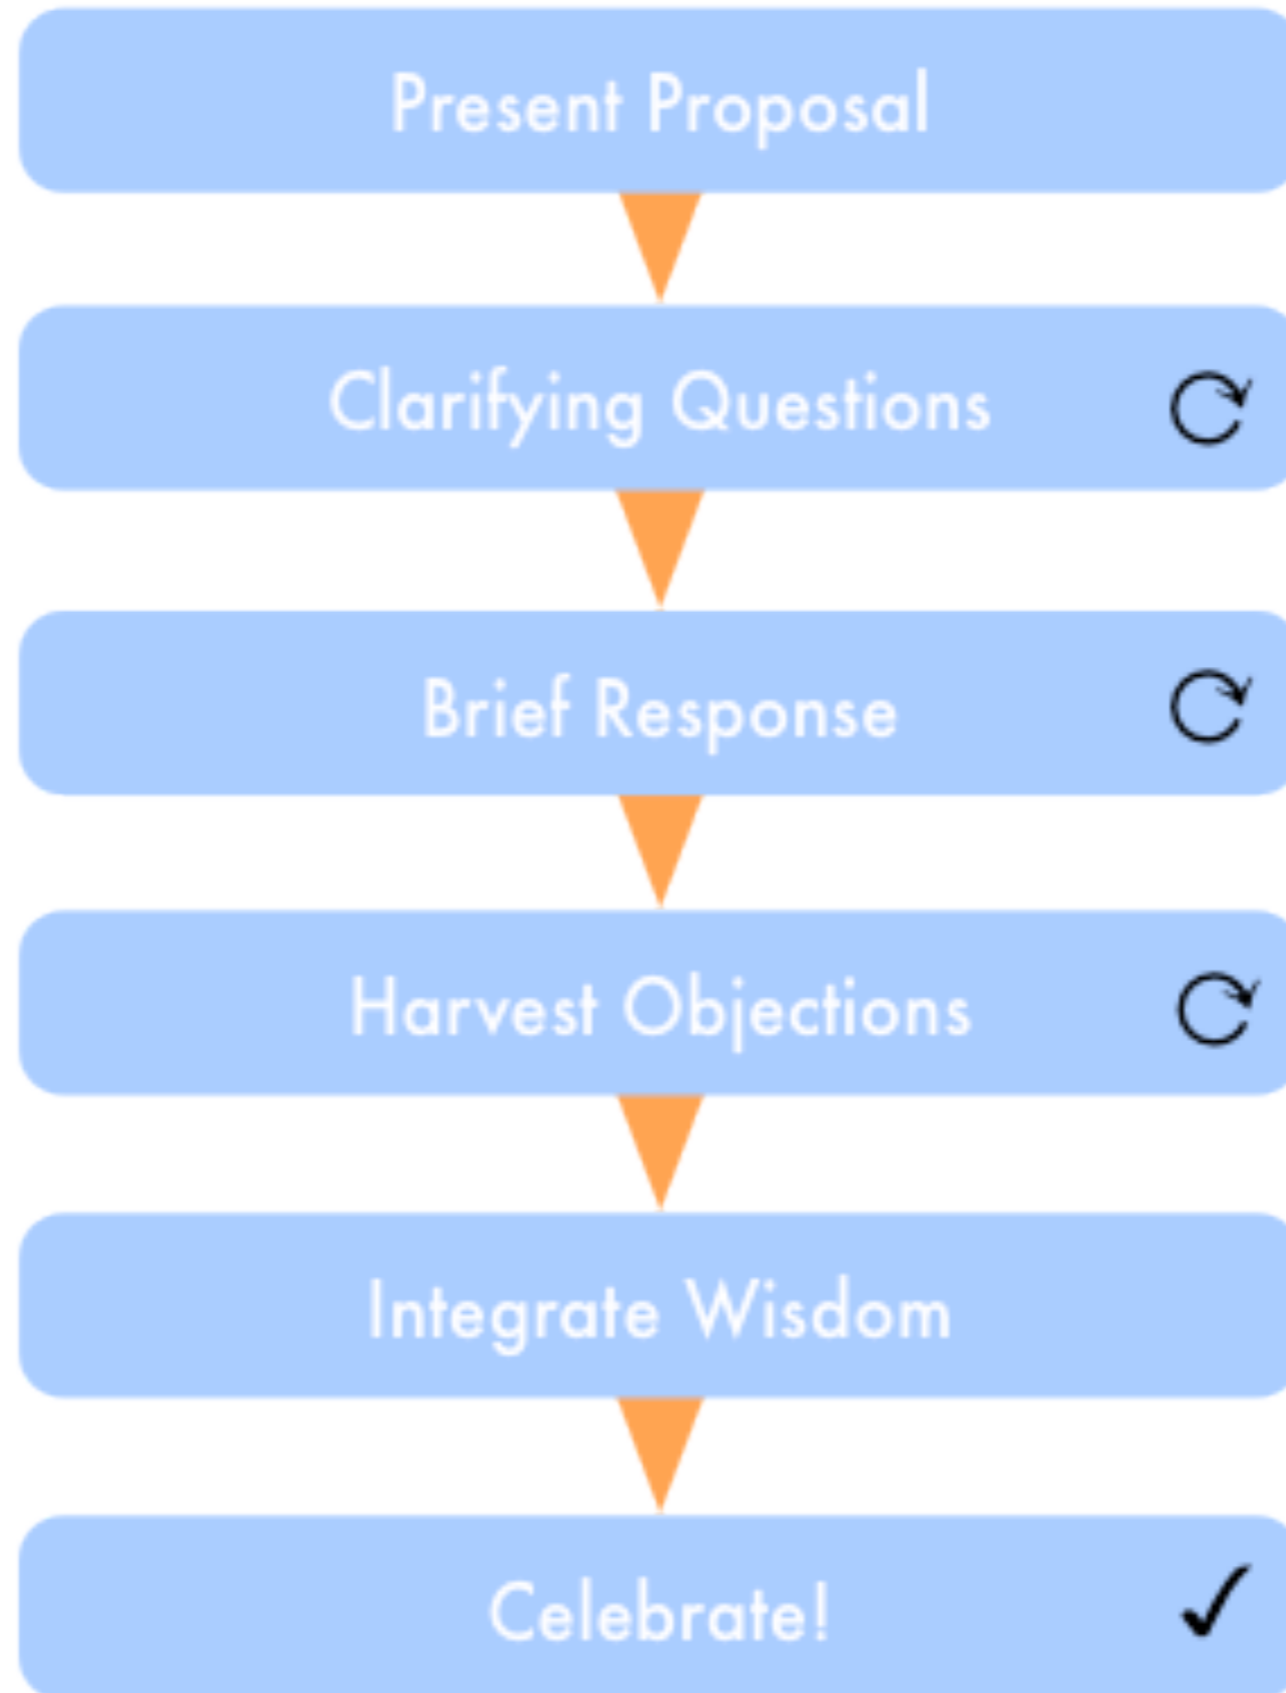 Present Proposal
Clarifying Questions
Brief Response
Harvest Objections
Integrate Wisdom
Celebrate!